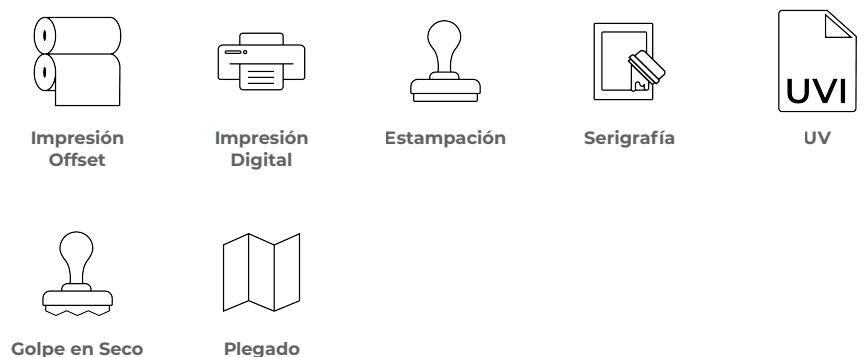 UVI
Impresión
Offset
Impresión
Digital
Estampación
Serigrafía
UV
Golpe en Seco
Plegado